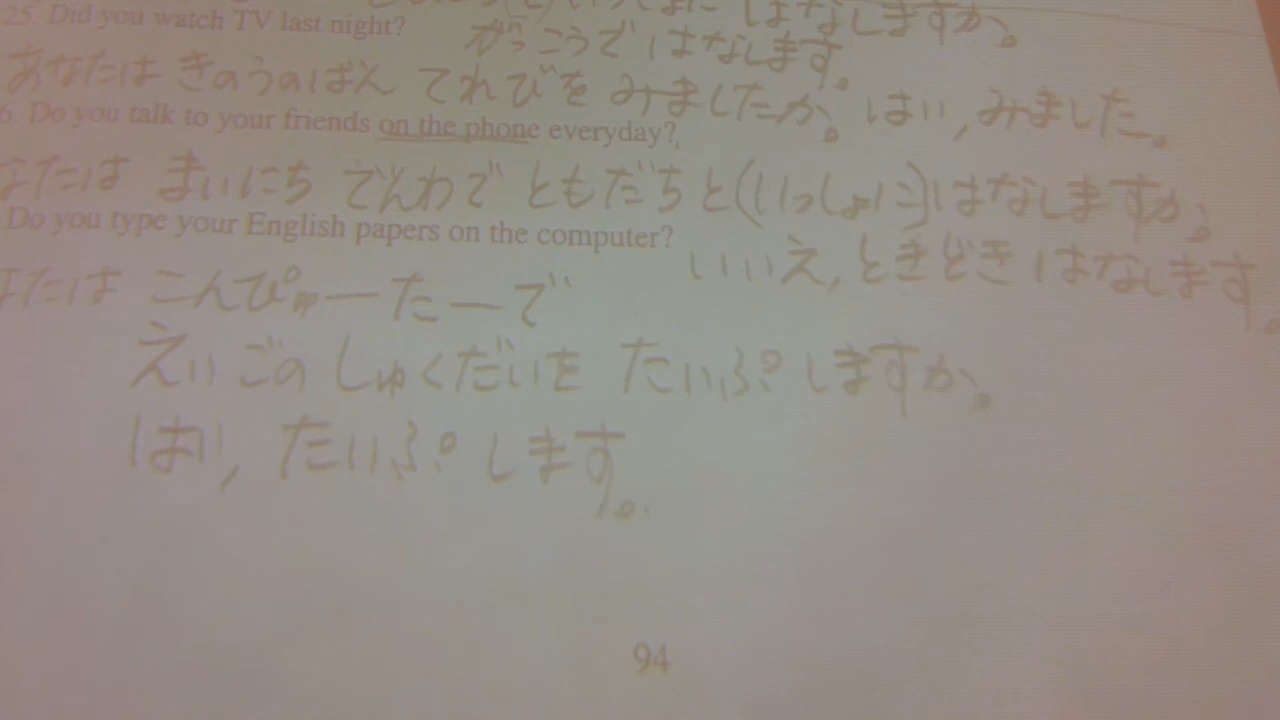 はなしますか。
25. Did you watch TV last night?
がっこうではなします。
あなたは きのうのばん てれびを みましたか。 はい, みました。
6. Do you talk to your friends on the phone everyday?
なたは まいにち でんわで ともだちと(いっしょに)はなしますか。
Do you type your English papers on the computer?
いいえ, ときどき はなします。
なたは こんぴゅーたーで
えいごの しゅくだいを たいぷ しますか。
はい, たいぷ します。
94